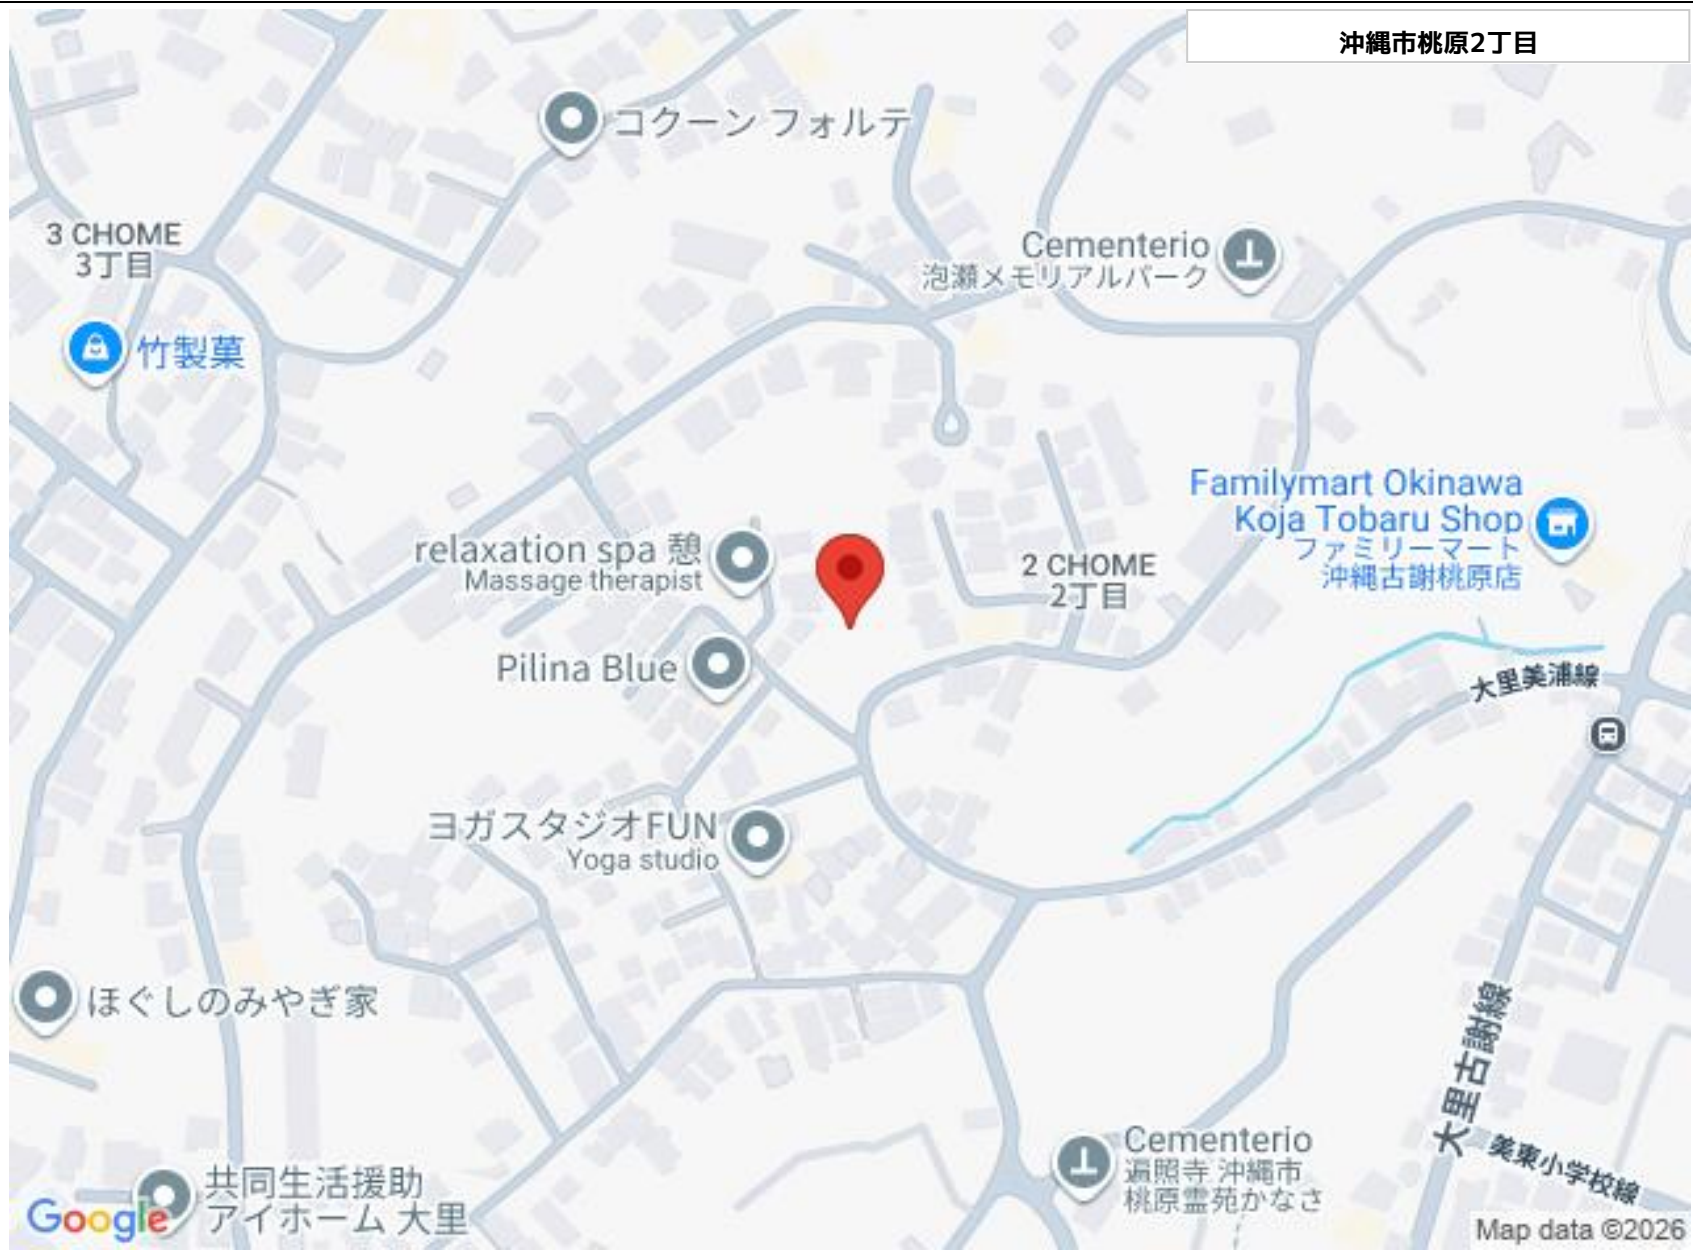 沖縄市桃原2丁目
コクーン フォルテ
3 CHOME
3丁目
Cementerio
泡瀬メモリアルパーク
竹製菓
Familymart Okinawa
Koja Tobaru Shop
ファミリーマート
沖縄古謝桃原店
relaxation spa 憩
Massage therapist
2 CHOME
2丁目
Pilina Blue
大里美浦線
ヨガスタジオFUN
Yoga studio
ほぐしのみやぎ家
大里古謝線
Cementerio
遍照寺 沖縄市
桃原霊苑かなさ
美東小学校線
共同生活援助
アイホーム 大里
Google
Map data ©2026